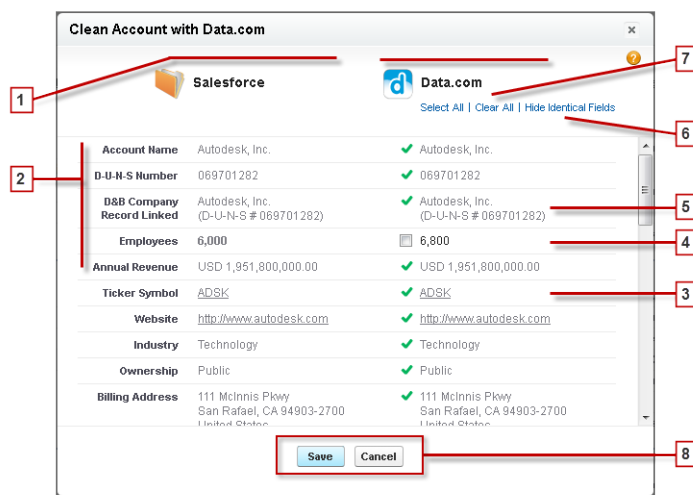 Clean Account with Data.com
Salesforce
Data.com
Select All | Clear All | Hide Identical Fields
Account Name Autodesk, Inc. Autodesk, Inc.
D-U-N-S Number 069701282 069701282
D&B Company Record Linked Autodesk, Inc. (D-U-N-S # 069701282) Autodesk, Inc. (D-U-N-S # 069701282)
Employees 6,000 6,800
Annual Revenue USD 1,951,800,000.00 USD 1,951,800,000.00
Ticker Symbol ADSK ADSK
Website http://www.autodesk.com http://www.autodesk.com
Industry Technology Technology
Ownership Public Public
Billing Address 111 McInnis Pkwy 111 McInnis Pkwy
San Rafael, CA 94903-2700 San Rafael, CA 94903-2700
United States United States
Save Cancel
1
2
7
6
5
4
3
8